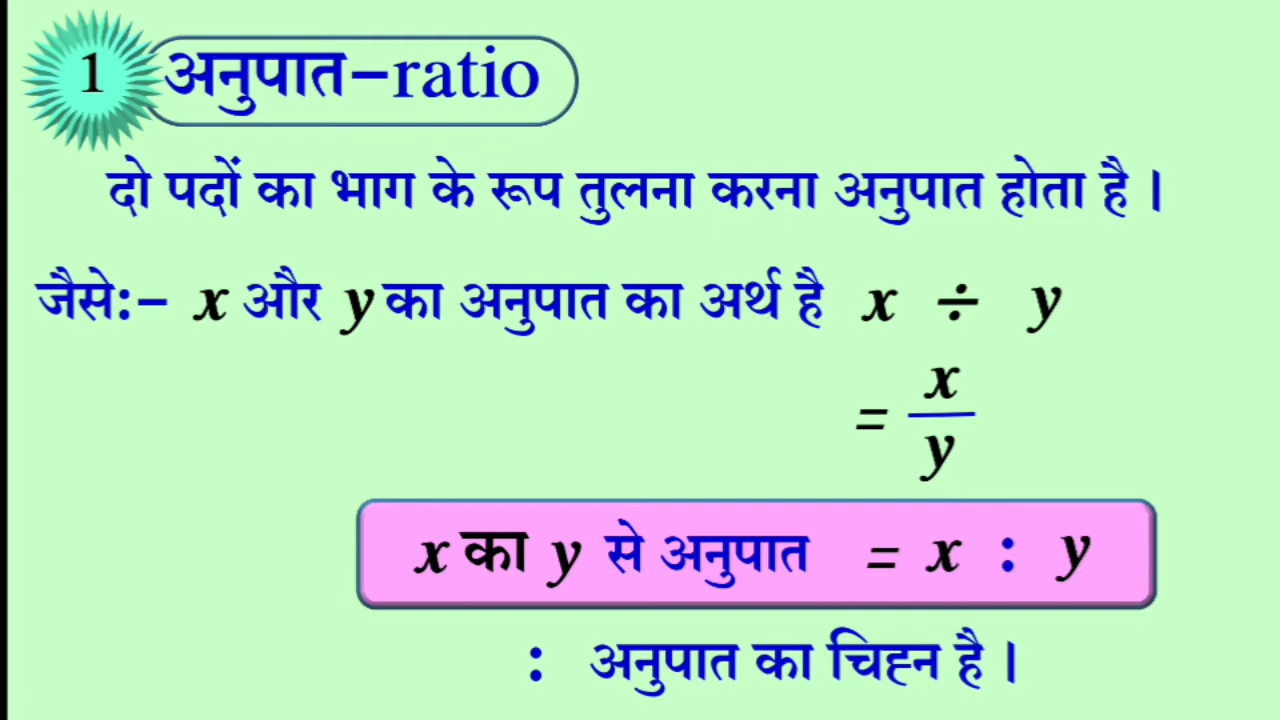 1 अनुपात-ratio
दो पदों का भाग के रूप तुलना करना अनुपात होता है ।
जैसे:- x और y का अनुपात का अर्थ है x ÷ y
= x/y
x का y से अनुपात = x : y
: अनुपात का चिह्न है ।